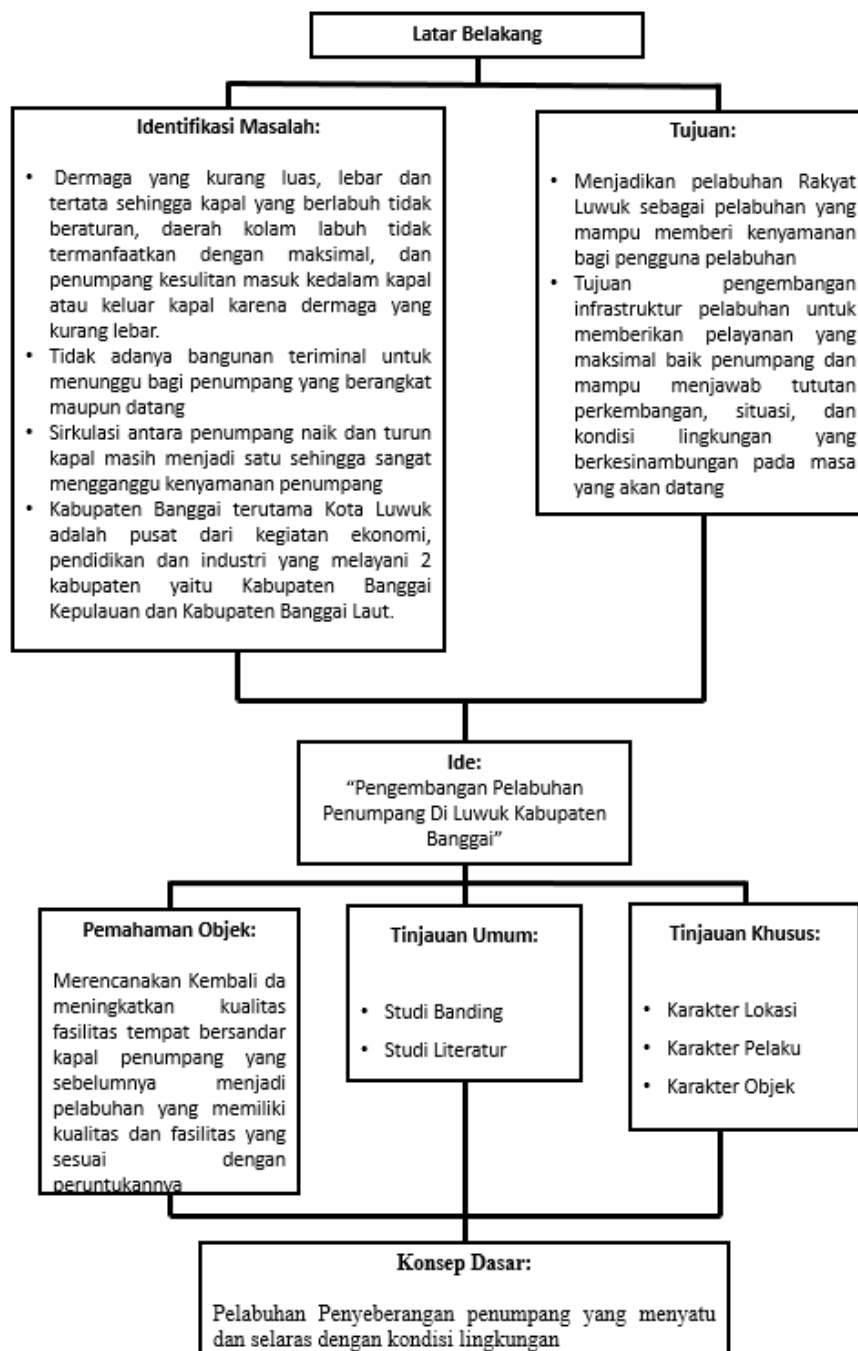 Latar Belakang
Identifikasi Masalah:
• Dermaga yang kurang luas, lebar dan
tertata sehingga kapal yang berlabuh tidak
beraturan, daerah kolam labuh tidak
termanfaatkan dengan maksimal, dan
penumpang kesulitan masuk kedalam kapal
atau keluar kapal karena dermaga yang
kurang lebar.
• Tidak adanya bangunan teriminal untuk
menunggu bagi penumpang yang berangkat
maupun datang
• Sirkulasi antara penumpang naik dan turun
kapal masih menjadi satu sehingga sangat
mengganggu kenyamanan penumpang
• Kabupaten Banggai terutama Kota Luwuk
adalah pusat dari kegiatan ekonomi,
pendidikan dan industri yang melayani 2
kabupaten yaitu Kabupaten Banggai
Kepulauan dan Kabupaten Banggai Laut.
Tujuan:
• Menjadikan pelabuhan Rakyat
Luwuk sebagai pelabuhan yang
mampu memberi kenyamanan
bagi pengguna pelabuhan
• Tujuan pengembangan
infrastruktur pelabuhan untuk
memberikan pelayanan yang
maksimal baik penumpang dan
mampu menjawab tututan
perkembangan, situasi, dan
kondisi lingkungan yang
berkesinambungan pada masa
yang akan datang
Ide:
“Pengembangan Pelabuhan
Penumpang Di Luwuk Kabupaten
Banggai”
Pemahaman Objek:
Merencanakan Kembali da
meningkatkan kualitas
fasilitas tempat bersandar
kapal penumpang yang
sebelumnya menjadi
pelabuhan yang memiliki
kualitas dan fasilitas yang
sesuai dengan
peruntukannya
Tinjauan Umum:
• Studi Banding
• Studi Literatur
Tinjauan Khusus:
• Karakter Lokasi
• Karakter Pelaku
• Karakter Objek
Konsep Dasar:
Pelabuhan Penyeberangan penumpang yang menyatu
dan selaras dengan kondisi lingkungan